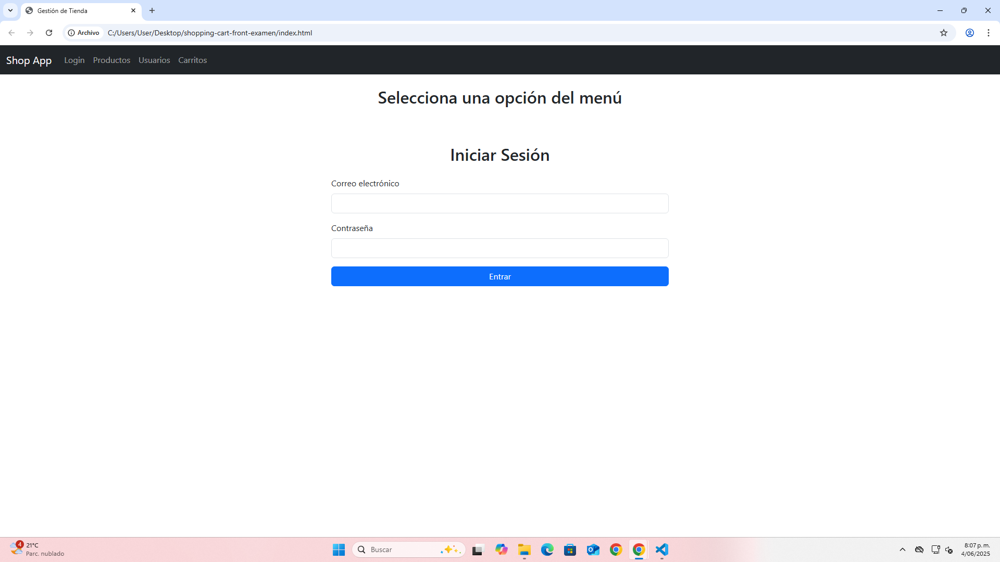 Gestión de Tienda
Archivo C:/Users/User/Desktop/shopping-cart-front-examen/index.html
Shop App Login Productos Usuarios Carritos
Selecciona una opción del menú
Iniciar Sesión
Correo electrónico
Contraseña
Entrar
4
21°C
Parc. nublado
Buscar
8:07 p. m.
4/06/2025